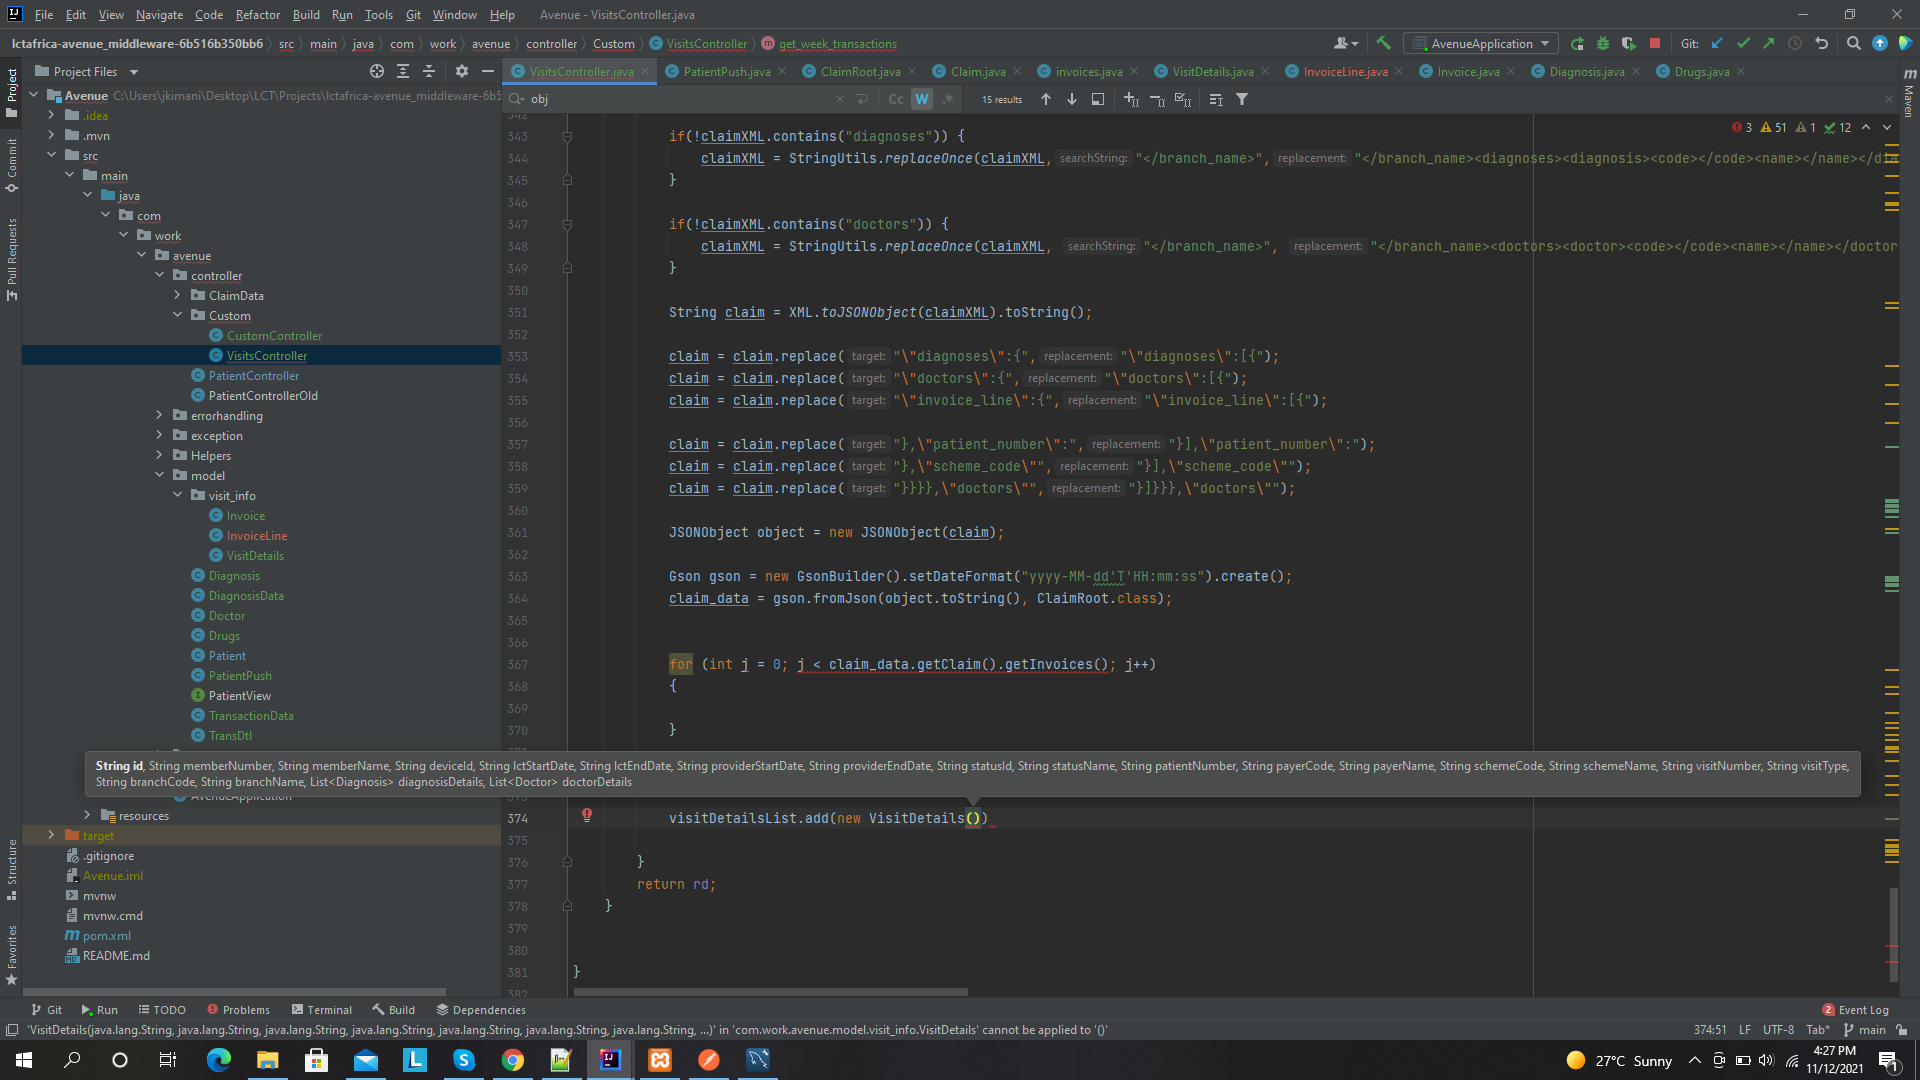 File Edit View Navigate Code Refactor Build Run Tools Git Window Help Avenue - VisitsController.java
lctafrica-avenue_middleware-6b516b350bb6 src main java com work avenue controller Custom VisitsController get_week_transactions AvenueApplication Git:
Project Files
VisitsController.java PatientPush.java ClaimRoot.java Claim.java invoices.java VisitDetails.java InvoiceLine.java Invoice.java Diagnosis.java Drugs.java
obj Cc W .* 15 results
3 51 1 12
Project
Commit
Pull Requests
Structure
Favorites
Maven
Avenue C:\Users\jkimani\Desktop\LCT\Projects\lctafrica-avenue_middleware-6b5
.idea
.mvn
src
main
java
com
work
avenue
controller
ClaimData
Custom
CustomController
VisitsController
PatientController
PatientControllerOld
errorhandling
exception
Helpers
model
visit_info
Invoice
InvoiceLine
VisitDetails
Diagnosis
DiagnosisData
Doctor
Drugs
Patient
PatientPush
PatientView
TransactionData
TransDtl
AvenueApplication
resources
target
.gitignore
Avenue.iml
mvnw
mvnw.cmd
pom.xml
README.md
342
343 if(!claimXML.contains("diagnoses")) {
344 claimXML = StringUtils.replaceOnce(claimXML, searchString: "</branch_name>", replacement: "</branch_name><diagnoses><diagnosis><code></code><name></name></dia
345 }
346
347 if(!claimXML.contains("doctors")) {
348 claimXML = StringUtils.replaceOnce(claimXML, searchString: "</branch_name>", replacement: "</branch_name><doctors><doctor><code></code><name></name></doctor
349 }
350
351 String claim = XML.toJSONObject(claimXML).toString();
352
353 claim = claim.replace( target: "\"diagnoses\":{", replacement: "\"diagnoses\":[{");
354 claim = claim.replace( target: "\"doctors\":{", replacement: "\"doctors\":[{");
355 claim = claim.replace( target: "\"invoice_line\":{", replacement: "\"invoice_line\":[{");
356
357 claim = claim.replace( target: "},\"patient_number\":", replacement: "}],\"patient_number\":");
358 claim = claim.replace( target: "},\"scheme_code\"", replacement: "}],\"scheme_code\"");
359 claim = claim.replace( target: "}}}},\"doctors\"", replacement: "}]}}},\"doctors\"");
360
361 JSONObject object = new JSONObject(claim);
362
363 Gson gson = new GsonBuilder().setDateFormat("yyyy-MM-dd'T'HH:mm:ss").create();
364 claim_data = gson.fromJson(object.toString(), ClaimRoot.class);
365
366
367 for (int j = 0; j < claim_data.getClaim().getInvoices(); j++)
368 {
369
370 }
String id, String memberNumber, String memberName, String deviceId, String lctStartDate, String lctEndDate, String providerStartDate, String providerEndDate, String statusId, String statusName, String patientNumber, String payerCode, String payerName, String schemeCode, String schemeName, String visitNumber, String visitType,
String branchCode, String branchName, List<Diagnosis> diagnosisDetails, List<Doctor> doctorDetails
374 visitDetailsList.add(new VisitDetails())
375
376 }
377 return rd;
378 }
379
380
381 }
382
Git Run TODO Problems Terminal Build Dependencies 2 Event Log
'VisitDetails(java.lang.String, java.lang.String, java.lang.String, java.lang.String, java.lang.String, java.lang.String, java.lang.String, ...)' in 'com.work.avenue.model.visit_info.VisitDetails' cannot be applied to '()' 374:51 LF UTF-8 Tab* main
27°C Sunny 4:27 PM
11/12/2021